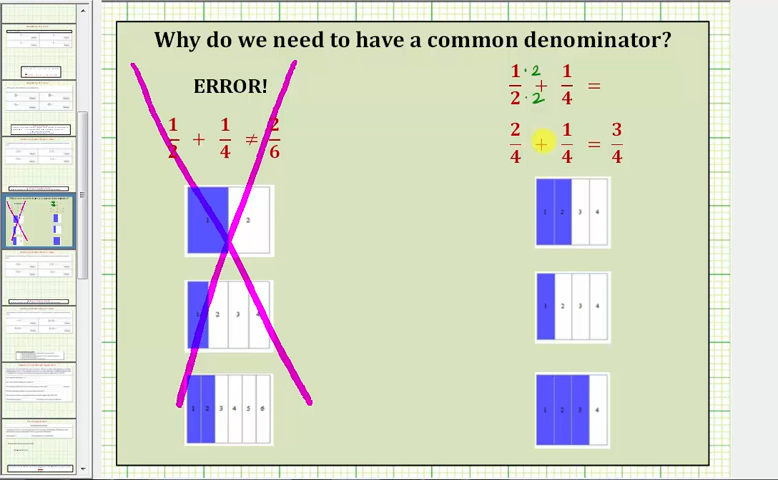 Why do we need to have a common denominator?
ERROR!
1/2 + 1/4 ≠ 2/6
1 2
1 2 3 4
1 2 3 4 5 6
1·2/2·2 + 1/4 =
2/4 + 1/4 = 3/4
1 2 3 4
1 2 3 4
1 2 3 4